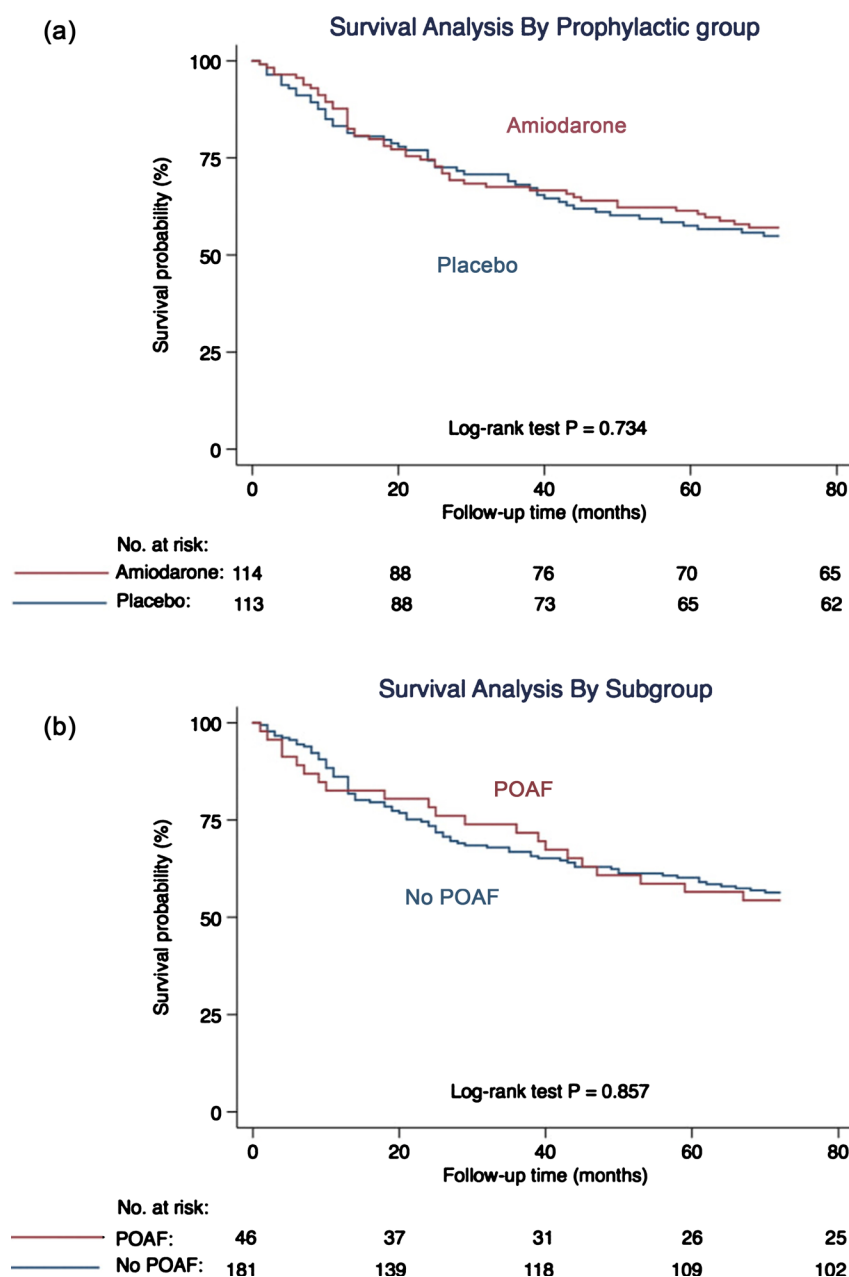 (a)
Survival Analysis By Prophylactic group
100
75
50
25
0
Survival probability (%)
Amiodarone
Placebo
Log-rank test P = 0.734
0 20 40 60 80
Follow-up time (months)
No. at risk:
Amiodarone: 114 88 76 70 65
Placebo: 113 88 73 65 62
(b)
Survival Analysis By Subgroup
100
75
50
25
0
Survival probability (%)
POAF
No POAF
Log-rank test P = 0.857
0 20 40 60 80
Follow-up time (months)
No. at risk:
POAF: 46 37 31 26 25
No POAF: 181 139 118 109 102